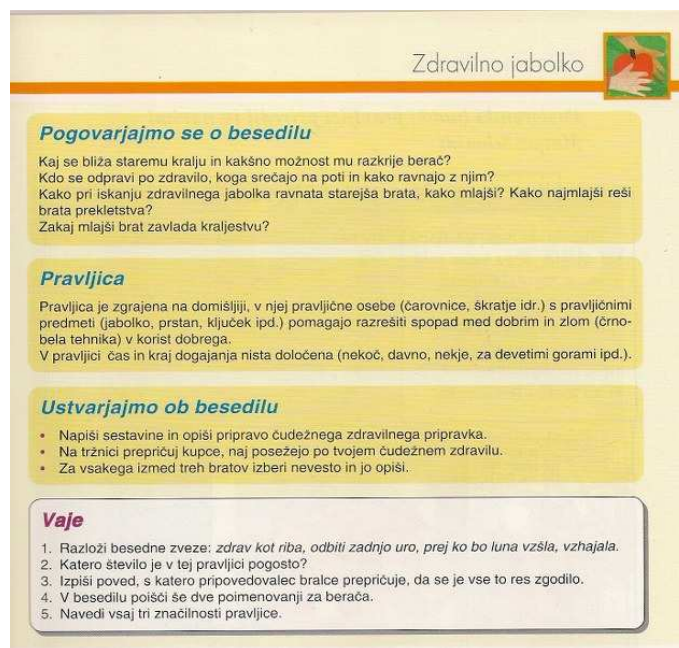 Zdravilno jabolko
Pogovarjajmo se o besedilu
Kaj se bliža staremu kralju in kakšno možnost mu razkrije berač?
Kdo se odpravi po zdravilo, koga srečajo na poti in kako ravnajo z njim?
Kako pri iskanju zdravilnega jabolka ravnata starejša brata, kako mlajši? Kako najmlajši reši
brata prekletstva?
Zakaj mlajši brat zavlada kraljestvu?
Pravljica
Pravljica je zgrajena na domišljiji, v njej pravljične osebe (čarovnice, škratje idr.) s pravljičnimi
predmeti (jabolko, prstan, ključek ipd.) pomagajo razrešiti spopad med dobrim in zlom (črno-
bela tehnika) v korist dobrega.
V pravljici čas in kraj dogajanja nista določena (nekoč, davno, nekje, za devetimi gorami ipd.).
Ustvarjajmo ob besedilu
• Napiši sestavine in opiši pripravo čudežnega zdravilnega pripravka.
• Na tržnici prepričuj kupce, naj posežejo po tvojem čudežnem zdravilu.
• Za vsakega izmed treh bratov izberi nevesto in jo opiši.
Vaje
1. Razloži besedne zveze: zdrav kot riba, odbiti zadnjo uro, prej ko bo luna vzšla, vzhajala.
2. Katero število je v tej pravljici pogosto?
3. Izpiši poved, s katero pripovedovalec bralce prepričuje, da se je vse to res zgodilo.
4. V besedilu poišči še dve poimenovanji za berača.
5. Navedi vsaj tri značilnosti pravljice.